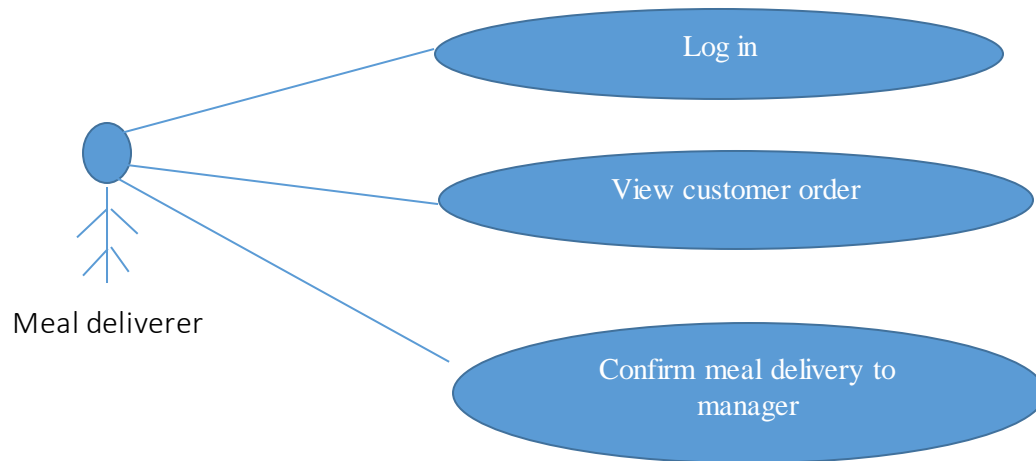 Log in
View customer order
Meal deliverer
Confirm meal delivery to
manager